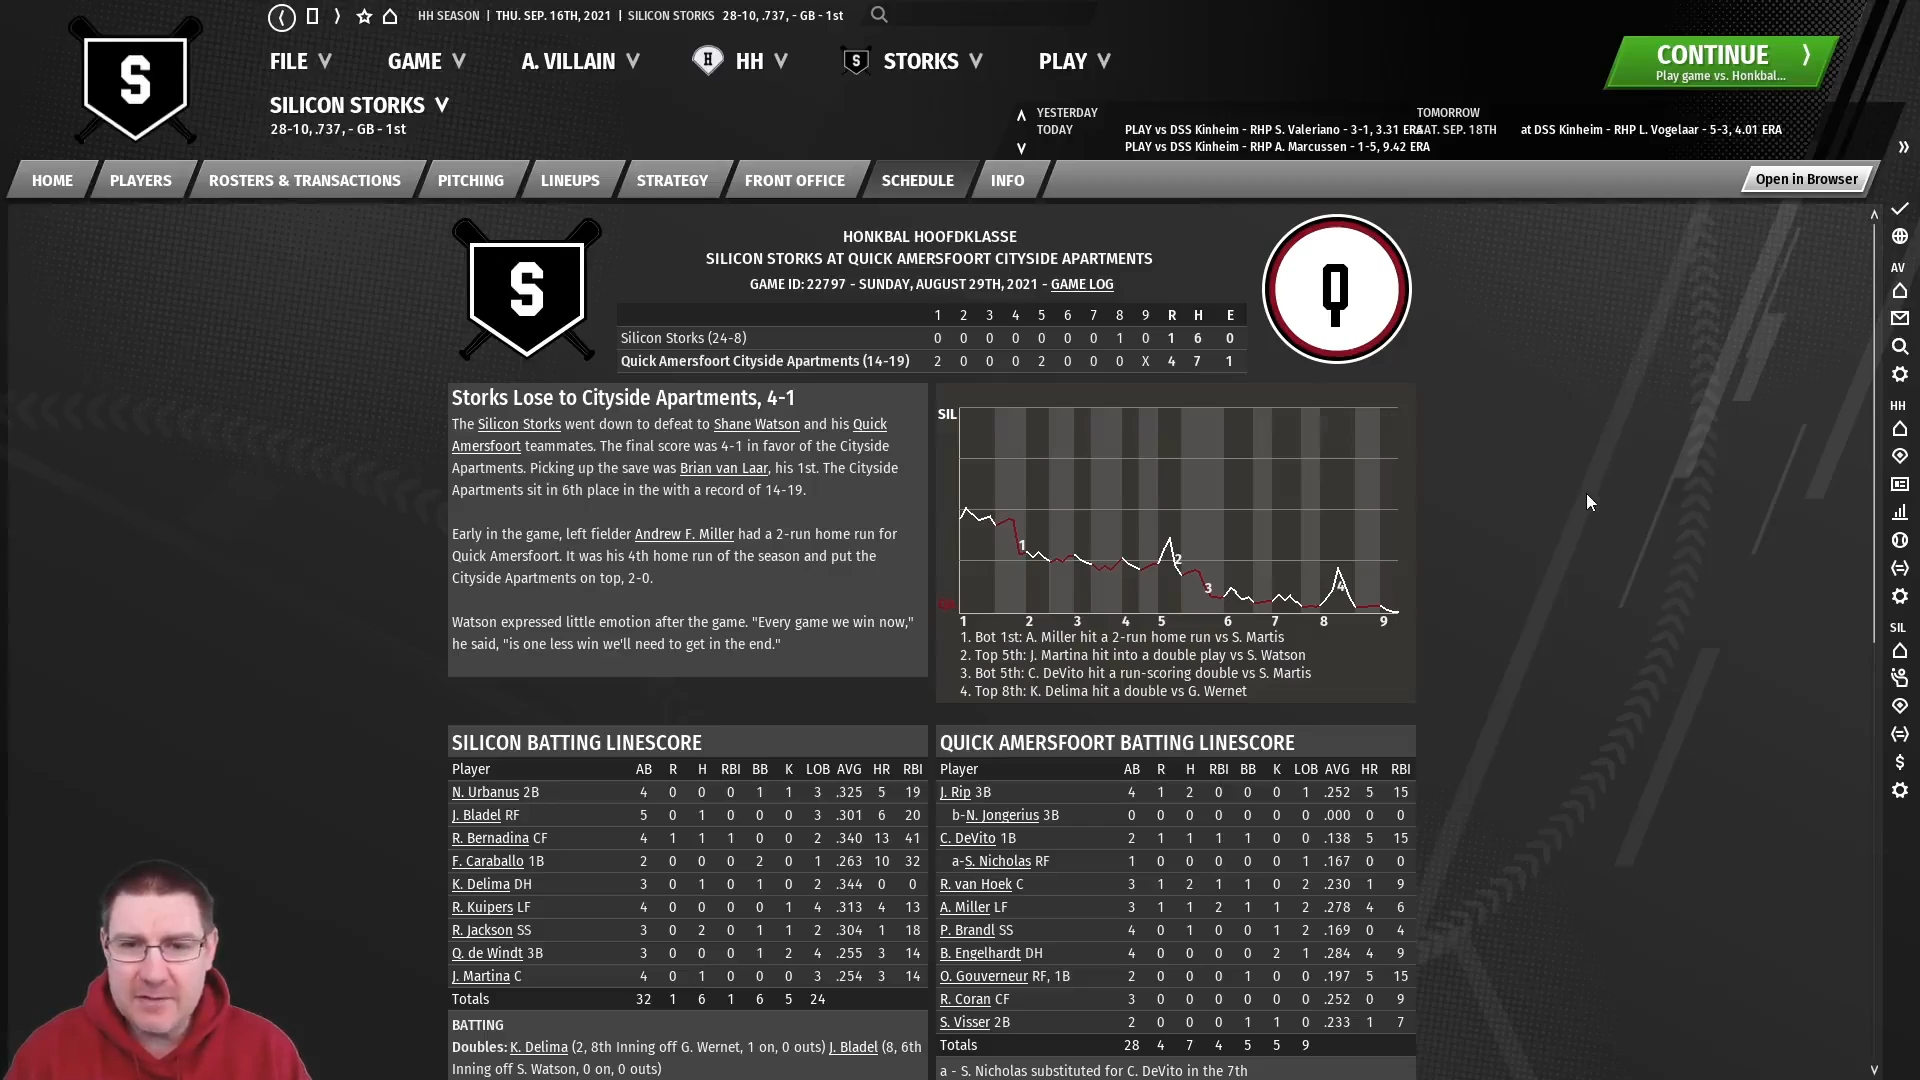 HH SEASON | THU. SEP. 16TH, 2021 | SILICON STORKS 28-10, .737, - GB - 1st
FILE GAME A. VILLAIN H HH S STORKS PLAY
CONTINUE
Play game vs. Honkbal...
S
SILICON STORKS
28-10, .737, - GB - 1st
YESTERDAY
TOMORROW
TODAY PLAY vs DSS Kinheim - RHP S. Valeriano - 3-1, 3.31 ERA
SAT. SEP. 18TH at DSS Kinheim - RHP L. Vogelaar - 5-3, 4.01 ERA
PLAY vs DSS Kinheim - RHP A. Marcussen - 1-5, 9.42 ERA
HOME PLAYERS ROSTERS & TRANSACTIONS PITCHING LINEUPS STRATEGY FRONT OFFICE SCHEDULE INFO Open in Browser
S
HONKBAL HOOFDKLASSE
SILICON STORKS AT QUICK AMERSFOORT CITYSIDE APARTMENTS
GAME ID: 22797 - SUNDAY, AUGUST 29TH, 2021 - GAME LOG
1 2 3 4 5 6 7 8 9 R H E
Silicon Storks (24-8) 0 0 0 0 0 0 0 1 0 1 6 0
Quick Amersfoort Cityside Apartments (14-19) 2 0 0 0 2 0 0 0 X 4 7 1
Q
Storks Lose to Cityside Apartments, 4-1
The Silicon Storks went down to defeat to Shane Watson and his Quick
Amersfoort teammates. The final score was 4-1 in favor of the Cityside
Apartments. Picking up the save was Brian van Laar, his 1st. The Cityside
Apartments sit in 6th place in the with a record of 14-19.
Early in the game, left fielder Andrew F. Miller had a 2-run home run for
Quick Amersfoort. It was his 4th home run of the season and put the
Cityside Apartments on top, 2-0.
Watson expressed little emotion after the game. "Every game we win now,"
he said, "is one less win we'll need to get in the end."
SIL
1 2 3 4
1 2 3 4 5 6 7 8 9
1. Bot 1st: A. Miller hit a 2-run home run vs S. Martis
2. Top 5th: J. Martina hit into a double play vs S. Watson
3. Bot 5th: C. DeVito hit a run-scoring double vs S. Martis
4. Top 8th: K. Delima hit a double vs G. Wernet
SILICON BATTING LINESCORE
Player AB R H RBI BB K LOB AVG HR RBI
N. Urbanus 2B 4 0 0 0 1 1 3 .325 5 19
J. Bladel RF 5 0 1 0 0 0 3 .301 6 20
R. Bernadina CF 4 1 1 1 0 0 2 .340 13 41
F. Caraballo 1B 2 0 0 0 2 0 1 .263 10 32
K. Delima DH 3 0 1 0 1 0 2 .344 0 0
R. Kuipers LF 4 0 0 0 0 1 4 .313 4 13
R. Jackson SS 3 0 2 0 1 1 2 .304 1 18
Q. de Windt 3B 3 0 0 0 1 2 4 .255 3 14
J. Martina C 4 0 1 0 0 0 3 .254 3 14
Totals 32 1 6 1 6 5 24
BATTING
Doubles: K. Delima (2, 8th Inning off G. Wernet, 1 on, 0 outs) J. Bladel (8, 6th
Inning off S. Watson, 0 on, 0 outs)
QUICK AMERSFOORT BATTING LINESCORE
Player AB R H RBI BB K LOB AVG HR RBI
J. Rip 3B 4 1 2 0 0 0 1 .252 5 15
b-N. Jongerius 3B 0 0 0 0 0 0 0 .000 0 0
C. DeVito 1B 2 1 1 1 1 0 0 .138 5 15
a-S. Nicholas RF 1 0 0 0 0 0 1 .167 0 0
R. van Hoek C 3 1 2 1 1 0 2 .230 1 9
A. Miller LF 3 1 1 2 1 1 2 .278 4 6
P. Brandl SS 4 0 1 0 0 1 2 .169 0 4
B. Engelhardt DH 4 0 0 0 0 2 1 .284 4 9
O. Gouverneur RF, 1B 2 0 0 0 1 0 0 .197 5 15
R. Coran CF 3 0 0 0 0 0 0 .252 0 9
S. Visser 2B 2 0 0 0 1 1 0 .233 1 7
Totals 28 4 7 4 5 5 9
a - S. Nicholas substituted for C. DeVito in the 7th
AV
HH
SIL
$